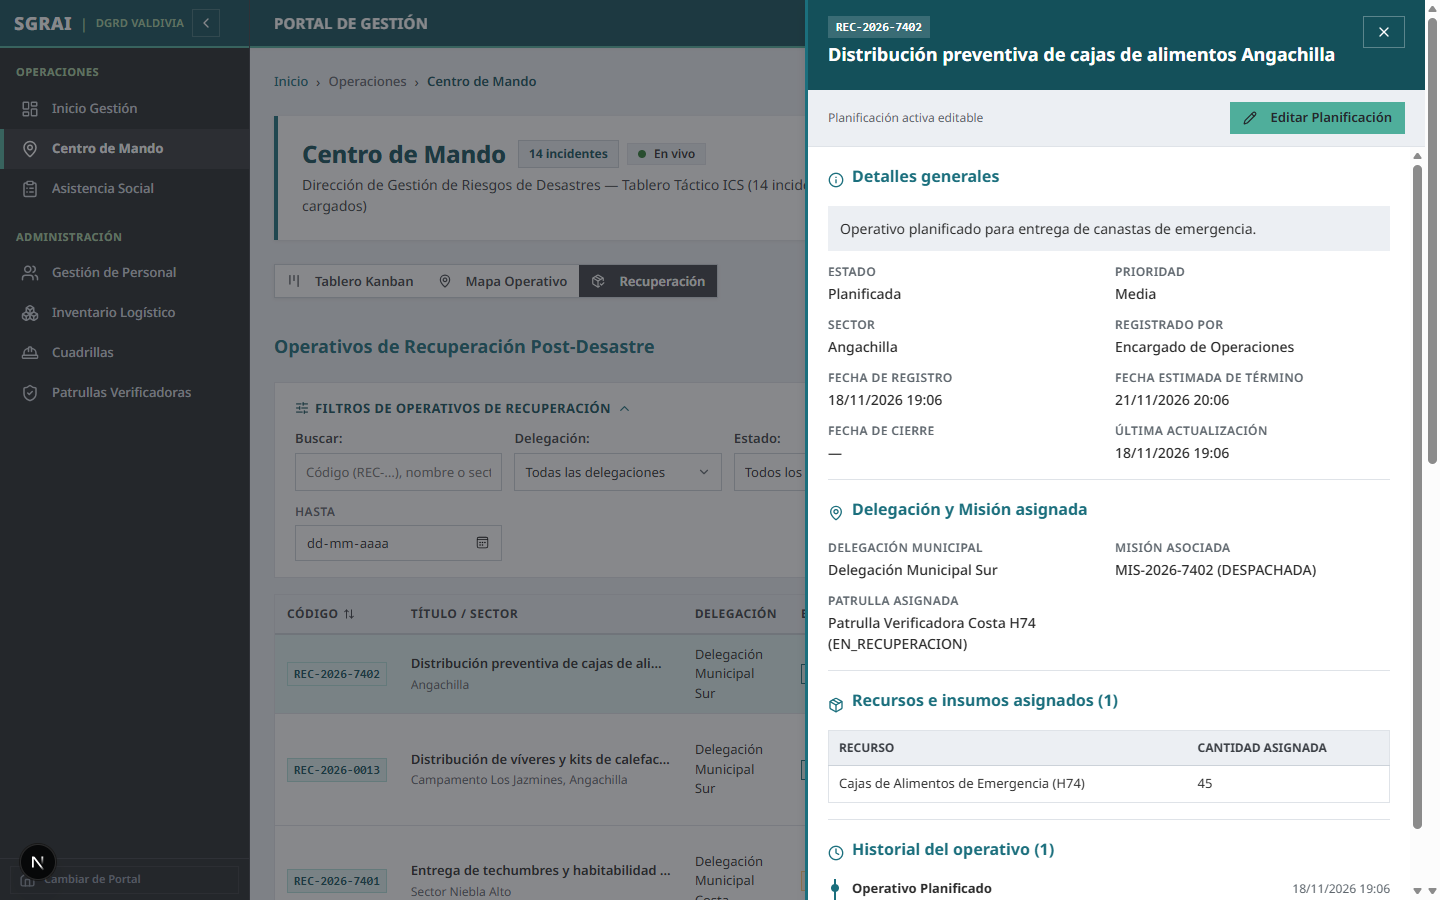 SGRAI | DGRD VALDIVIA
OPERACIONES
Inicio Gestión
Centro de Mando
Asistencia Social
ADMINISTRACIÓN
Gestión de Personal
Inventario Logístico
Cuadrillas
Patrullas Verificadoras
N
Cambiar de Portal
PORTAL DE GESTIÓN
Inicio › Operaciones › Centro de Mando
Centro de Mando 14 incidentes En vivo
Dirección de Gestión de Riesgos de Desastres — Tablero Táctico ICS (14 incide
cargados)
Tablero Kanban Mapa Operativo Recuperación
Operativos de Recuperación Post-Desastre
FILTROS DE OPERATIVOS DE RECUPERACIÓN
Buscar: Delegación: Estado:
Código (REC-...), nombre o sect Todas las delegaciones Todos los
HASTA
dd-mm-aaaa
CÓDIGO TÍTULO / SECTOR DELEGACIÓN
REC-2026-7402 Distribución preventiva de cajas de ali...
Angachilla
Delegación
Municipal
Sur
REC-2026-0013 Distribución de víveres y kits de calefac...
Campamento Los Jazmines, Angachilla
Delegación
Municipal
Sur
REC-2026-7401 Entrega de techumbres y habitabilidad ...
Sector Niebla Alto
Delegación
Municipal
Costa
REC-2026-7402
Distribución preventiva de cajas de alimentos Angachilla
Planificación activa editable
Editar Planificación
Detalles generales
Operativo planificado para entrega de canastas de emergencia.
ESTADO PRIORIDAD
Planificada Media
SECTOR REGISTRADO POR
Angachilla Encargado de Operaciones
FECHA DE REGISTRO FECHA ESTIMADA DE TÉRMINO
18/11/2026 19:06 21/11/2026 20:06
FECHA DE CIERRE ÚLTIMA ACTUALIZACIÓN
— 18/11/2026 19:06
Delegación y Misión asignada
DELEGACIÓN MUNICIPAL MISIÓN ASOCIADA
Delegación Municipal Sur MIS-2026-7402 (DESPACHADA)
PATRULLA ASIGNADA
Patrulla Verificadora Costa H74
(EN_RECUPERACION)
Recursos e insumos asignados (1)
RECURSO CANTIDAD ASIGNADA
Cajas de Alimentos de Emergencia (H74) 45
Historial del operativo (1)
Operativo Planificado 18/11/2026 19:06